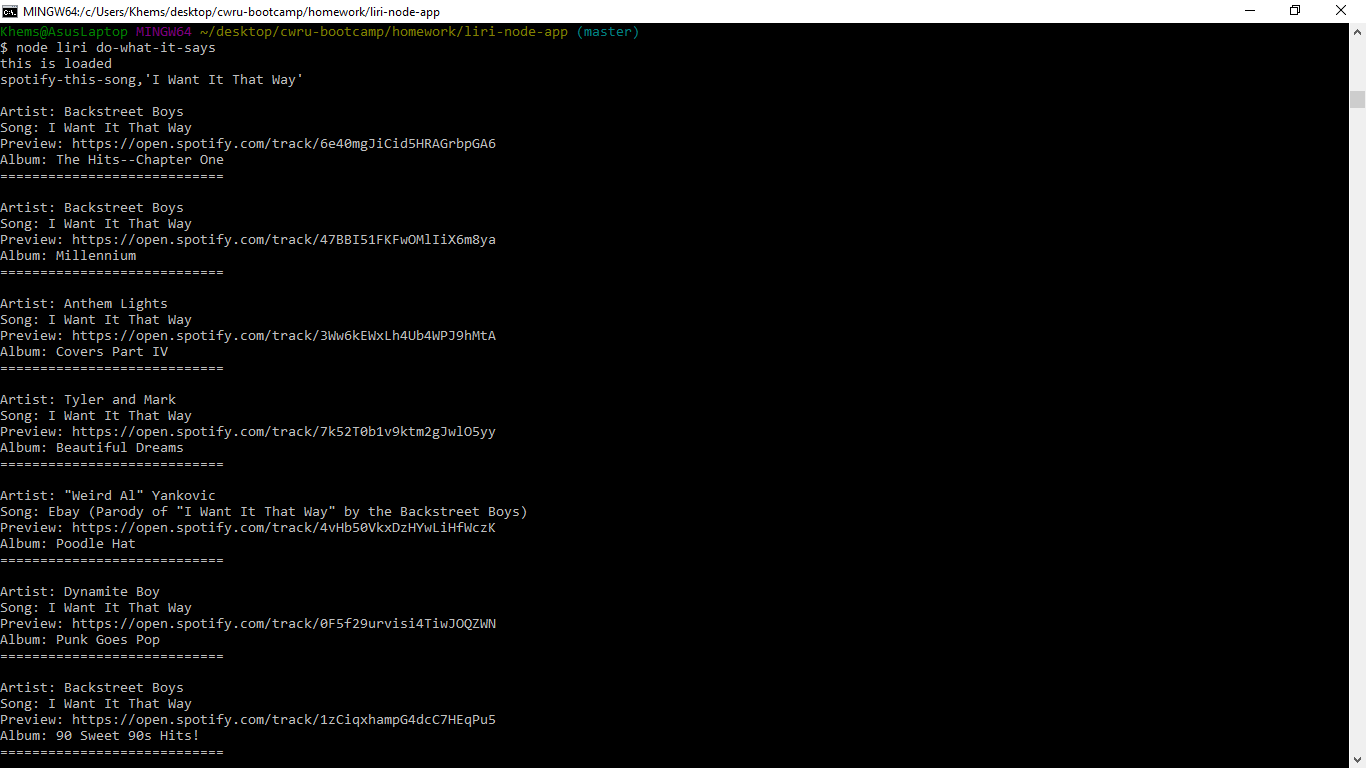 MINGW64:/c/Users/Khems/desktop/cwru-bootcamp/homework/liri-node-app
Khems@AsusLaptop MINGW64 ~/desktop/cwru-bootcamp/homework/liri-node-app (master)
$ node liri do-what-it-says
this is loaded
spotify-this-song,'I Want It That Way'
Artist: Backstreet Boys
Song: I Want It That Way
Preview: https://open.spotify.com/track/6e40mgJiCid5HRAGrbpGA6
Album: The Hits--Chapter One
============================
Artist: Backstreet Boys
Song: I Want It That Way
Preview: https://open.spotify.com/track/47BBI51FKFwOMlIiX6m8ya
Album: Millennium
============================
Artist: Anthem Lights
Song: I Want It That Way
Preview: https://open.spotify.com/track/3Ww6kEWxLh4Ub4WPJ9hMtA
Album: Covers Part IV
============================
Artist: Tyler and Mark
Song: I Want It That Way
Preview: https://open.spotify.com/track/7k52T0b1v9ktm2gJwlO5yy
Album: Beautiful Dreams
============================
Artist: "Weird Al" Yankovic
Song: Ebay (Parody of "I Want It That Way" by the Backstreet Boys)
Preview: https://open.spotify.com/track/4vHb50VkxDzHYwLiHfWczK
Album: Poodle Hat
============================
Artist: Dynamite Boy
Song: I Want It That Way
Preview: https://open.spotify.com/track/0F5f29urvisi4TiwJOQZWN
Album: Punk Goes Pop
============================
Artist: Backstreet Boys
Song: I Want It That Way
Preview: https://open.spotify.com/track/1zCiqxhampG4dcC7HEqPu5
Album: 90 Sweet 90s Hits!
============================